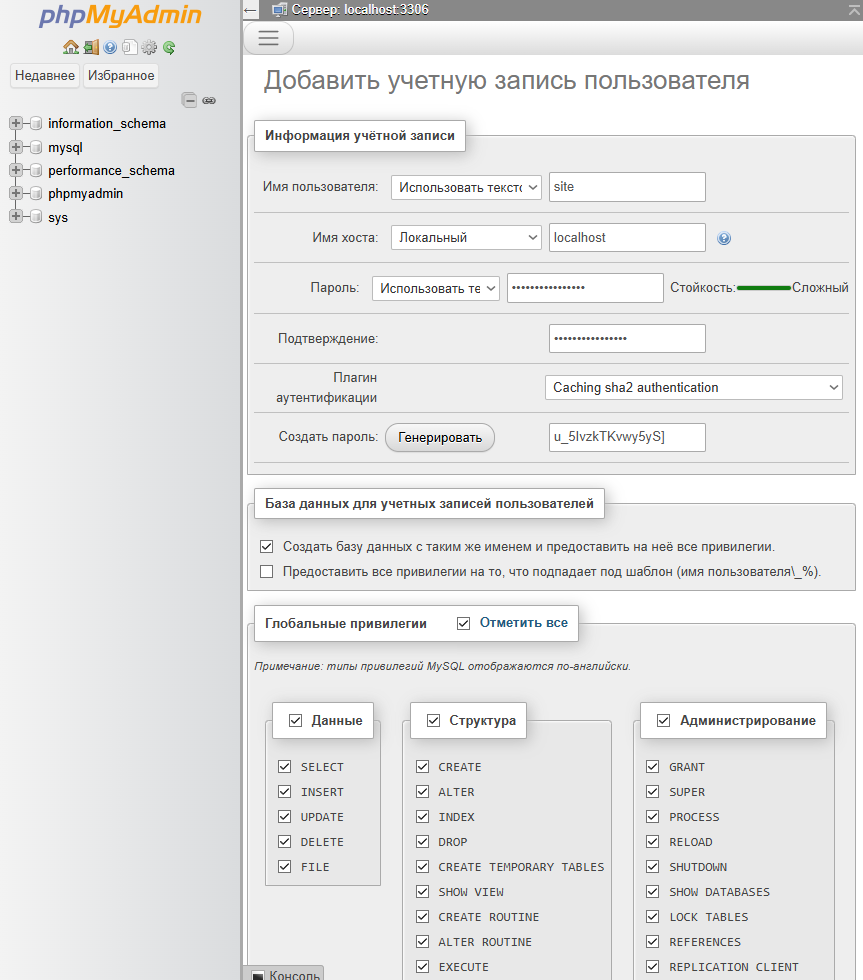 phpMyAdmin
Недавнее Избранное
information_schema
mysql
performance_schema
phpmyadmin
sys
Сервер: localhost:3306
Добавить учетную запись пользователя
Информация учётной записи
Имя пользователя: Использовать тексто site
Имя хоста: Локальный localhost
Пароль: Использовать те •••••••••••••••• Стойкость: Сложный
Подтверждение: ••••••••••••••••
Плагин
аутентификации
Caching sha2 authentication
Создать пароль: Генерировать u_5IvzkTKvwy5yS]
База данных для учетных записей пользователей
Создать базу данных с таким же именем и предоставить на неё все привилегии.
Предоставить все привилегии на то, что подпадает под шаблон (имя пользователя\_%).
Глобальные привилегии Отметить все
Примечание: типы привилегий MySQL отображаются по-английски.
Данные
SELECT
INSERT
UPDATE
DELETE
FILE
Структура
CREATE
ALTER
INDEX
DROP
CREATE TEMPORARY TABLES
SHOW VIEW
CREATE ROUTINE
ALTER ROUTINE
EXECUTE
Администрирование
GRANT
SUPER
PROCESS
RELOAD
SHUTDOWN
SHOW DATABASES
LOCK TABLES
REFERENCES
REPLICATION CLIENT
Консоль